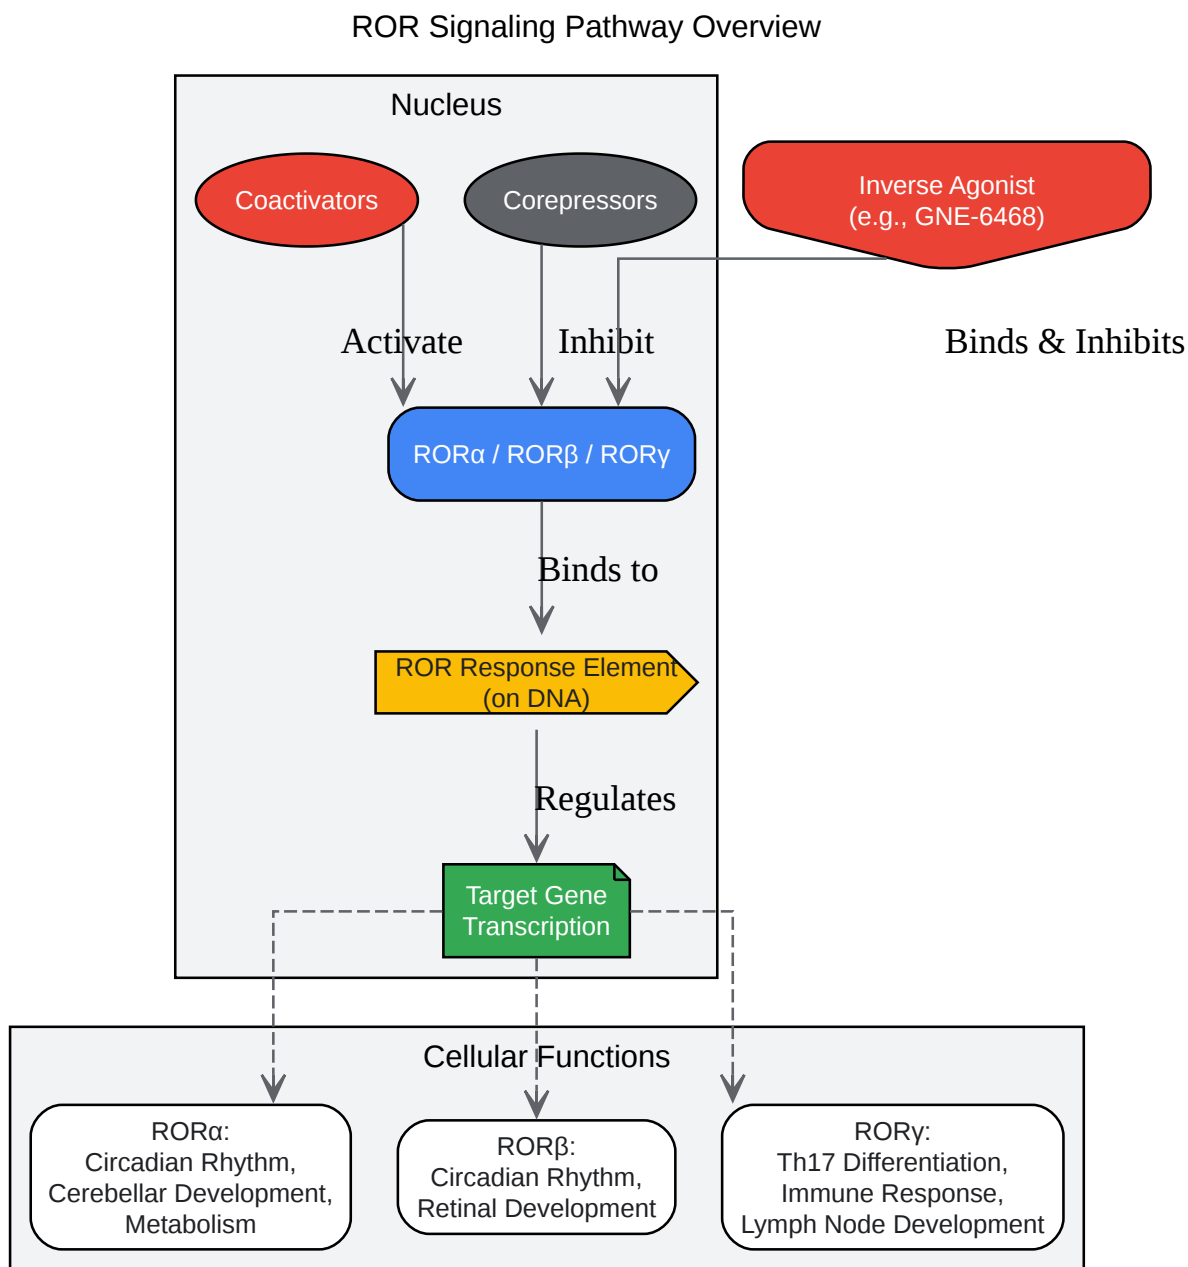 ROR Signaling Pathway Overview
Nucleus
Coactivators
Corepressors
Inverse Agonist
(e.g., GNE-6468)
Activate
Inhibit
Binds & Inhibits
RORα / RORβ / RORγ
Binds to
ROR Response Element
(on DNA)
Regulates
Target Gene
Transcription
Cellular Functions
RORα:
Circadian Rhythm,
Cerebellar Development,
Metabolism
RORβ:
Circadian Rhythm,
Retinal Development
RORγ:
Th17 Differentiation,
Immune Response,
Lymph Node Development